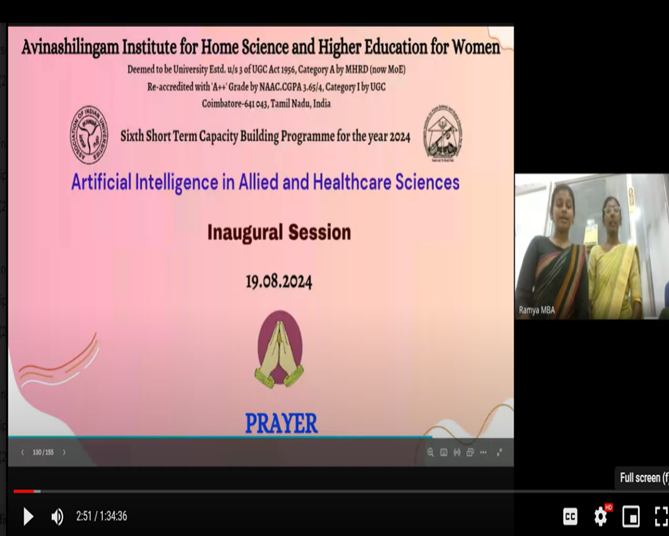 Avinashilingam Institute for Home Science and Higher Education for Women
Deemed to be University Estd. u/s 3 of UGC Act 1956, Category A by MHRD (now MoE)
Re-accredited with 'A++' Grade by NAAC.CGPA 3.65/4, Category I by UGC
Coimbatore-641 043, Tamil Nadu, India
Sixth Short Term Capacity Building Programme for the year 2024
Artificial Intelligence in Allied and Healthcare Sciences
Inaugural Session
19.08.2024
PRAYER
Ramya MBA
Full screen (f
2:51 / 1:34:36
CC
HD